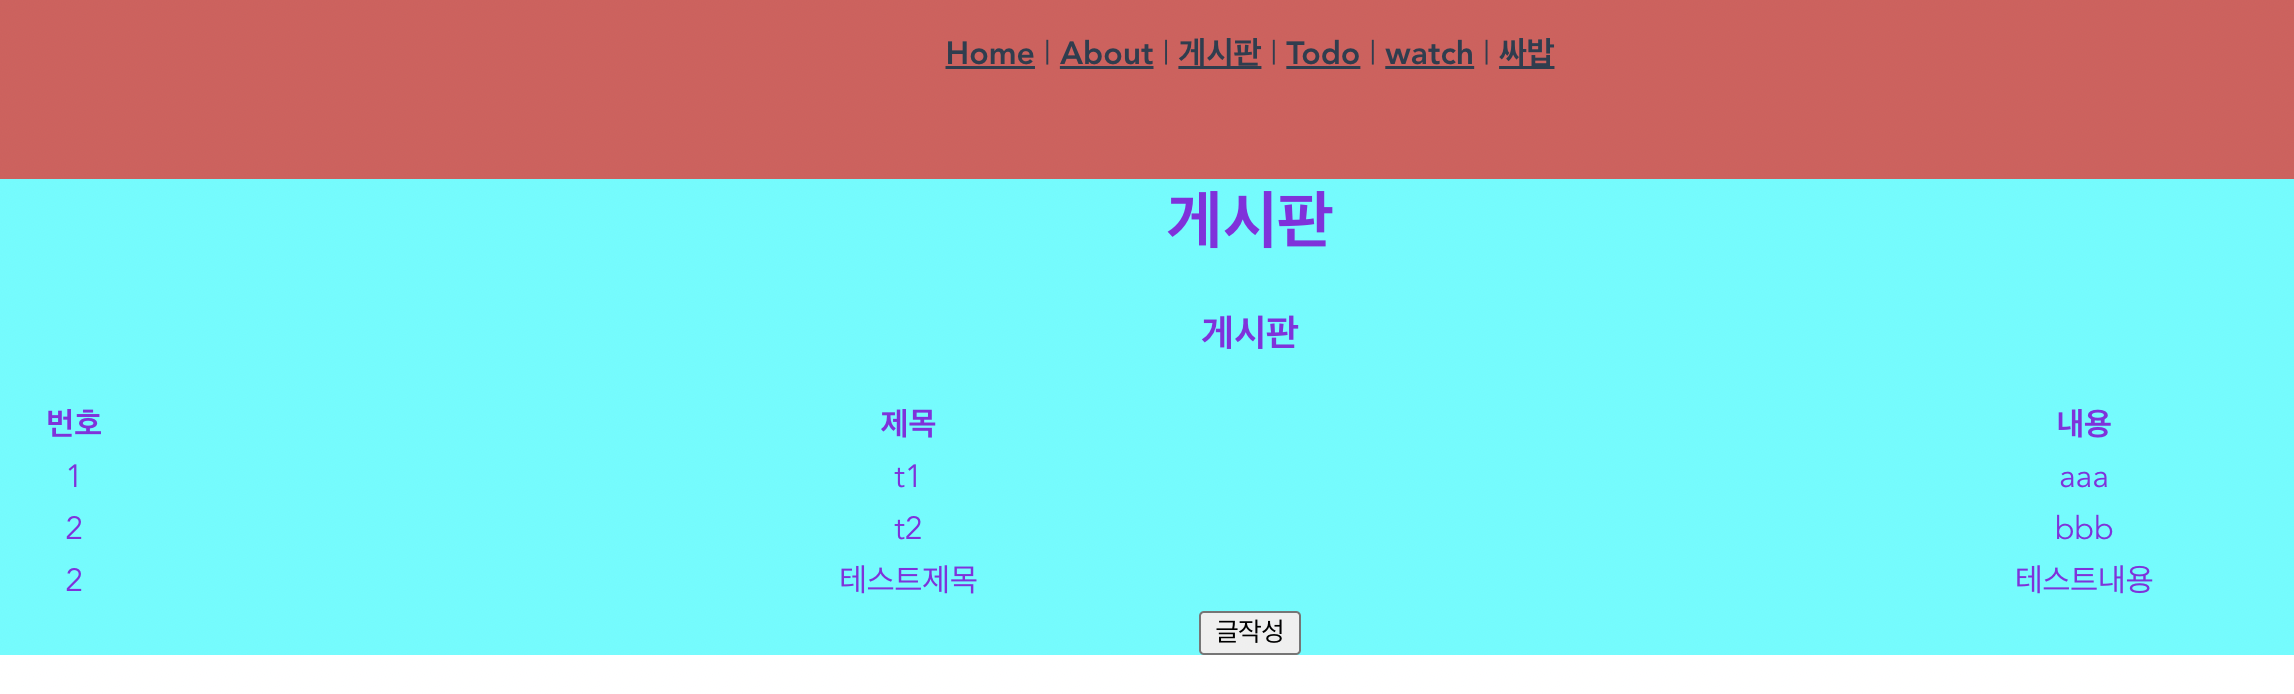 Home | About | 게시판 | Todo | watch | 싸밥
게시판
게시판
번호 제목 내용
1 t1 aaa
2 t2 bbb
2 테스트제목 테스트내용
글작성